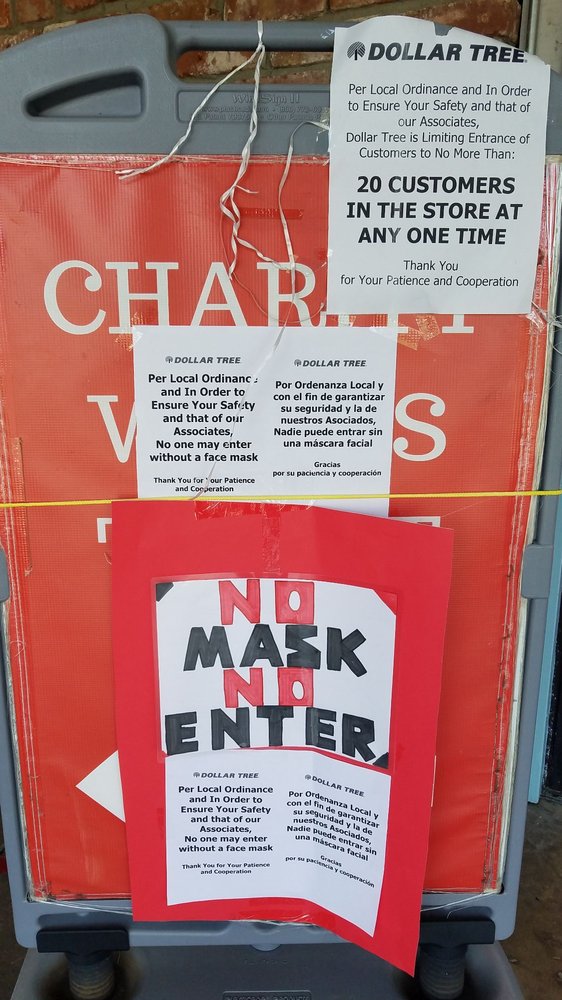 DOLLAR TREE
Per Local Ordinance and In Order
to Ensure Your Safety and that of
our Associates,
Dollar Tree is Limiting Entrance of
Customers to No More Than:
20 CUSTOMERS
IN THE STORE AT
ANY ONE TIME
Thank You
for Your Patience and Cooperation
DOLLAR TREE
Per Local Ordinance
and In Order to
Ensure Your Safety
and that of our
Associates,
No one may enter
without a face mask
Thank You for Your Patience
and Cooperation
DOLLAR TREE
Por Ordenanza Local y
con el fin de garantizar
su seguridad y la de
nuestros Asociados,
Nadie puede entrar sin
una máscara facial
Gracias
por su paciencia y cooperación
NO
MASK
NO
ENTER
DOLLAR TREE
Per Local Ordinance
and In Order to
Ensure Your Safety
and that of our
Associates,
No one may enter
without a face mask
Thank You for Your Patience
and Cooperation
DOLLAR TREE
Por Ordenanza Local y
con el fin de garantizar
su seguridad y la de
nuestros Asociados,
Nadie puede entrar sin
una máscara facial
Gracias
por su paciencia y cooperación